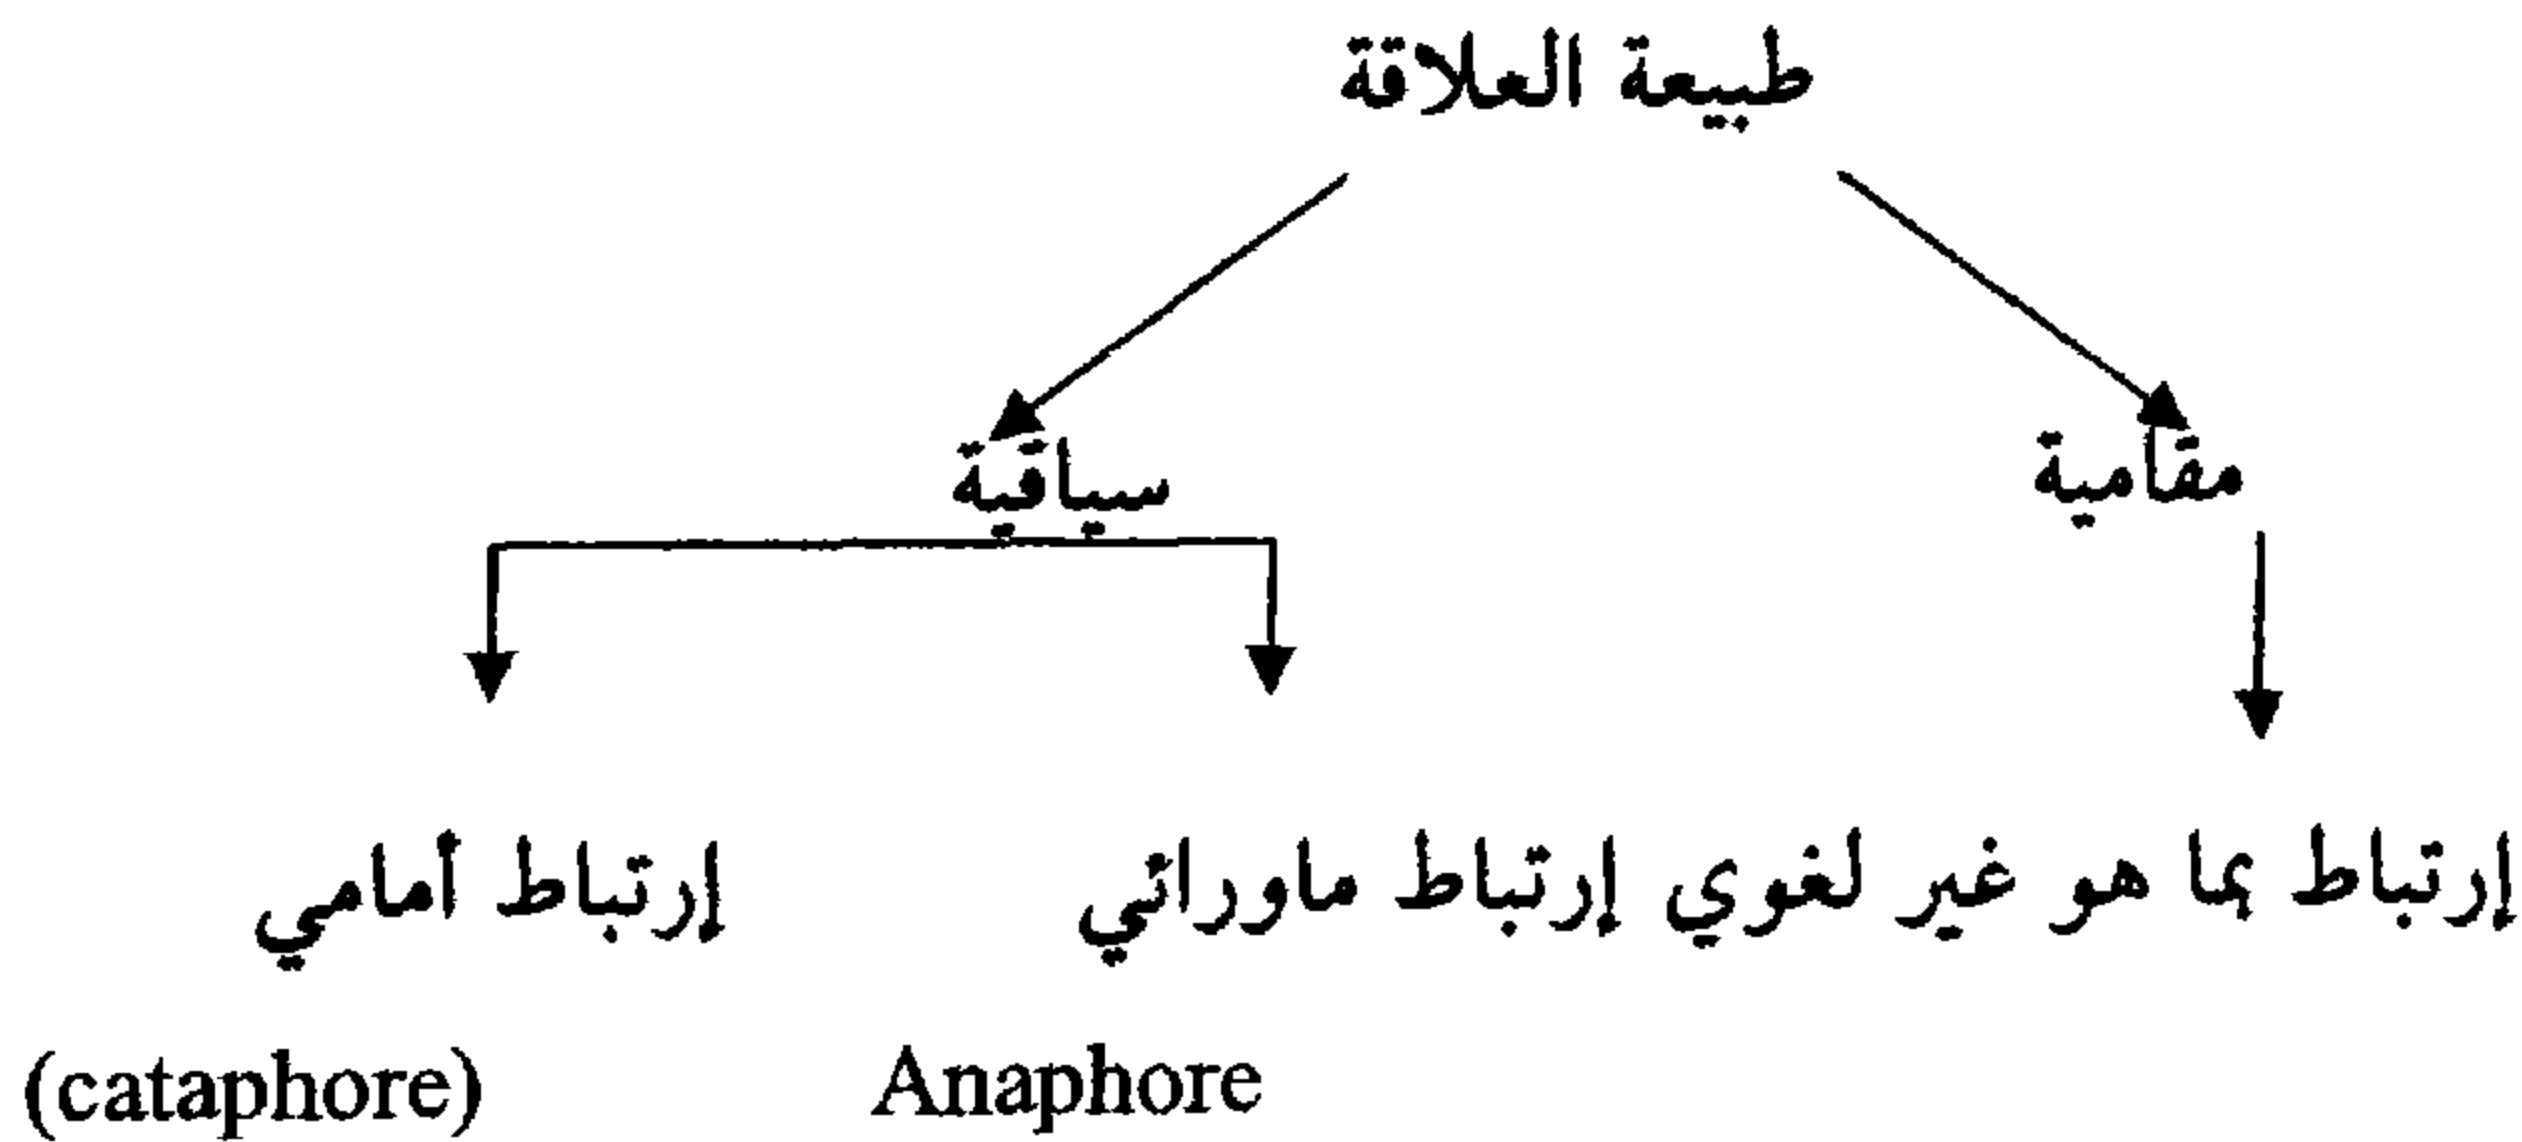 طبيعة العلاقة
مقامية سياقية
إرتباط بما هو غير لغوي إرتباط ماورائي إرتباط أمامي
Anaphore (cataphore)